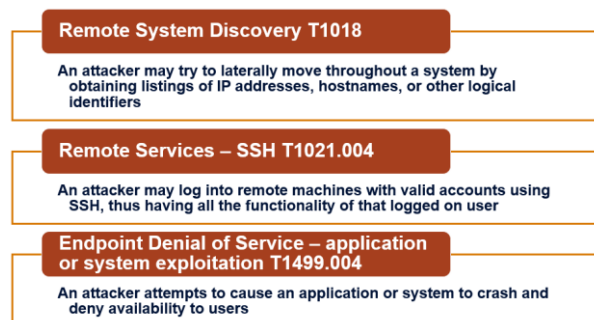 Remote System Discovery T1018
An attacker may try to laterally move throughout a system by
obtaining listings of IP addresses, hostnames, or other logical
identifiers
Remote Services – SSH T1021.004
An attacker may log into remote machines with valid accounts using
SSH, thus having all the functionality of that logged on user
Endpoint Denial of Service – application
or system exploitation T1499.004
An attacker attempts to cause an application or system to crash and
deny availability to users